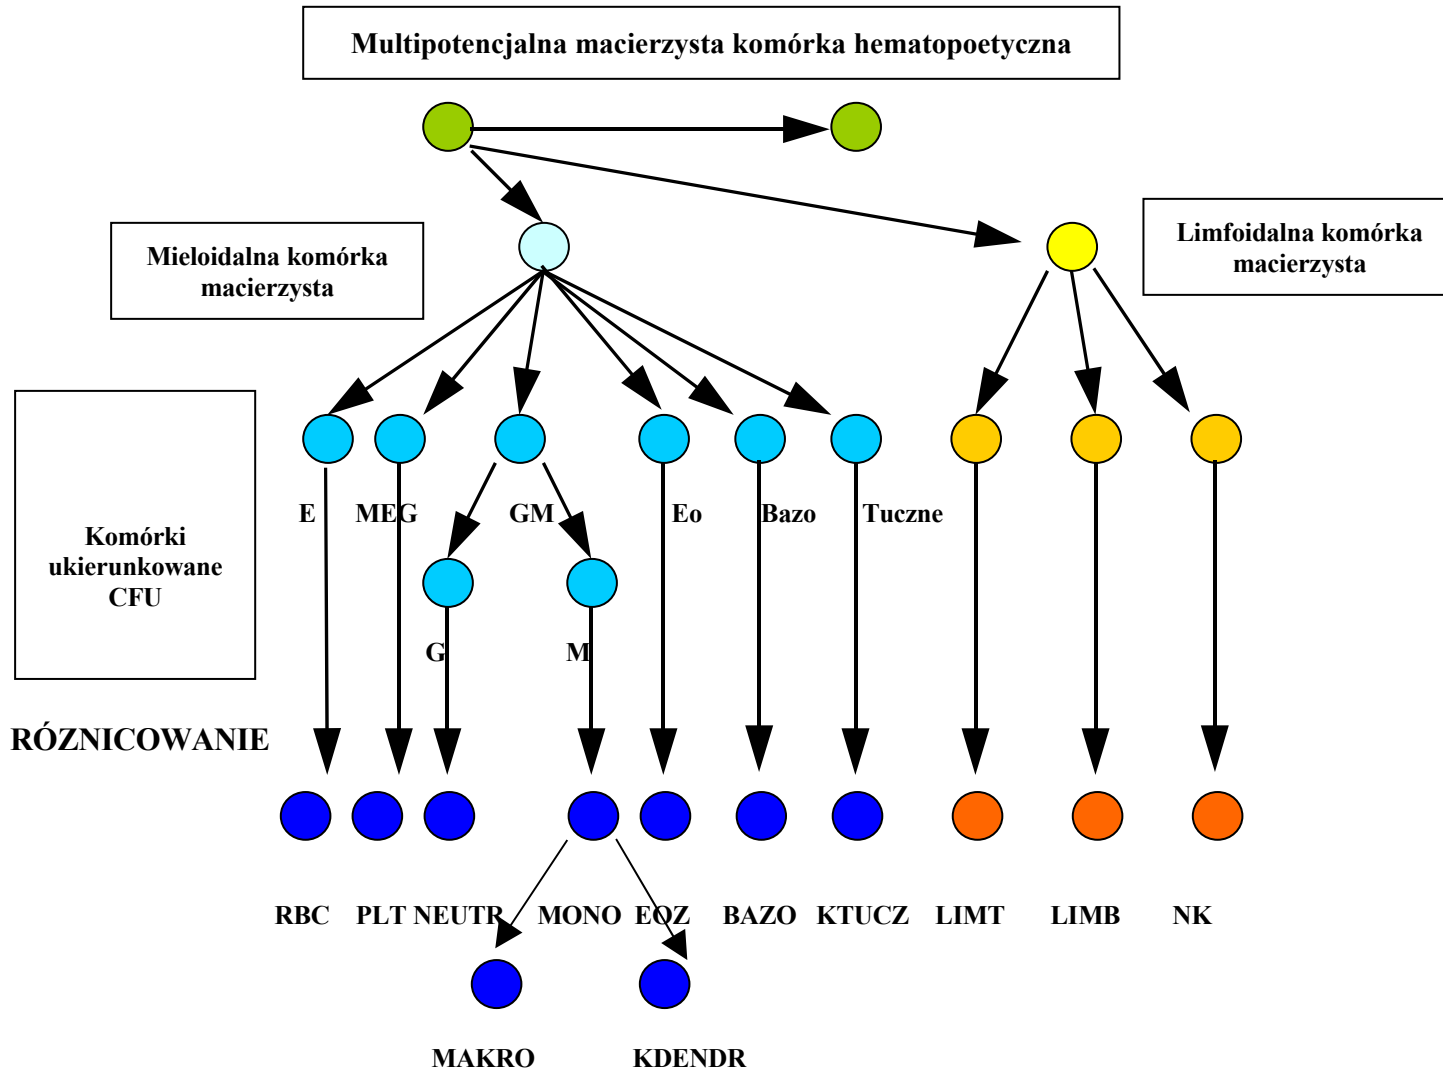 Multipotencjalna macierzysta komórka hematopoetyczna
Mieloidalna komórka
macierzysta
Limfoidalna komórka
macierzysta
Komórki
ukierunkowane
CFU
E MEG GM Eo Bazo Tuczne
G M
RÓZNICOWANIE
RBC PLT NEUTR MONO EOZ BAZO KTUCZ LIMT LIMB NK
MAKRO KDENDR